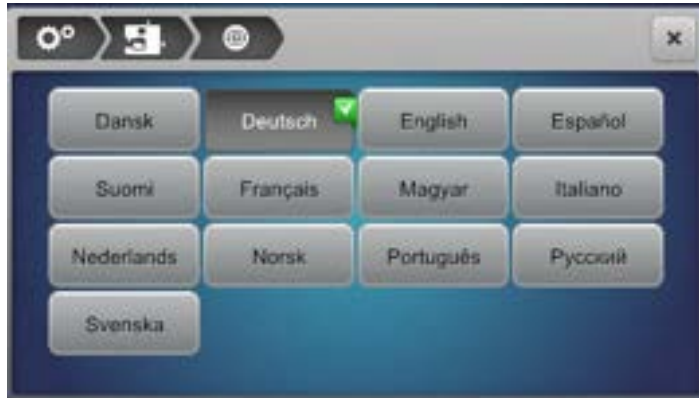 Dansk Deutsch English Español
Suomi Français Magyar Italiano
Nederlands Norsk Português Русский
Svenska